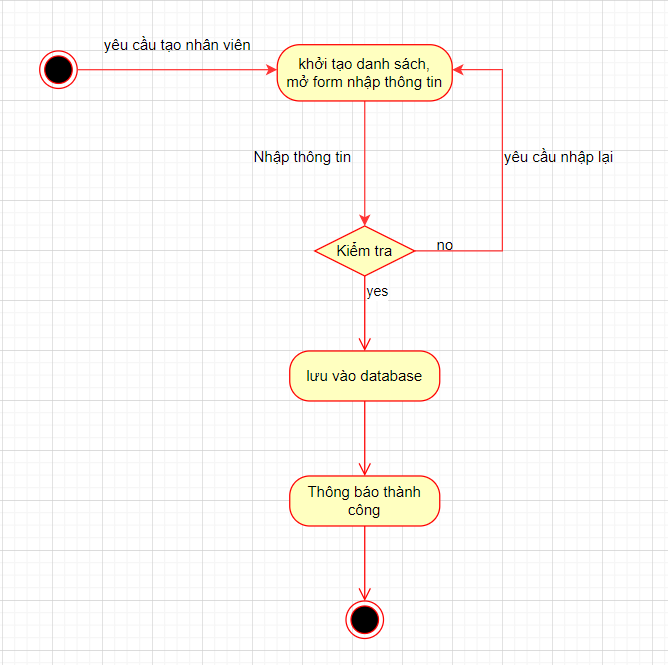 yêu cầu tạo nhân viên
khởi tạo danh sách,
mở form nhập thông tin
Nhập thông tin
yêu cầu nhập lại
Kiểm tra
no
yes
lưu vào database
Thông báo thành
công